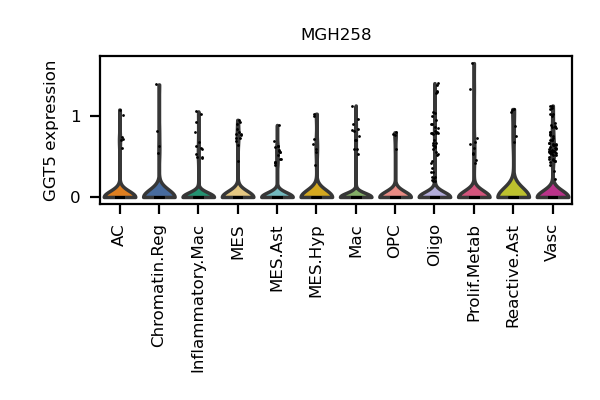 MGH258
GGT5 expression
1
0
AC
Chromatin.Reg
Inflammatory.Mac
MES
MES.Ast
MES.Hyp
Mac
OPC
Oligo
Prolif.Metab
Reactive.Ast
Vasc